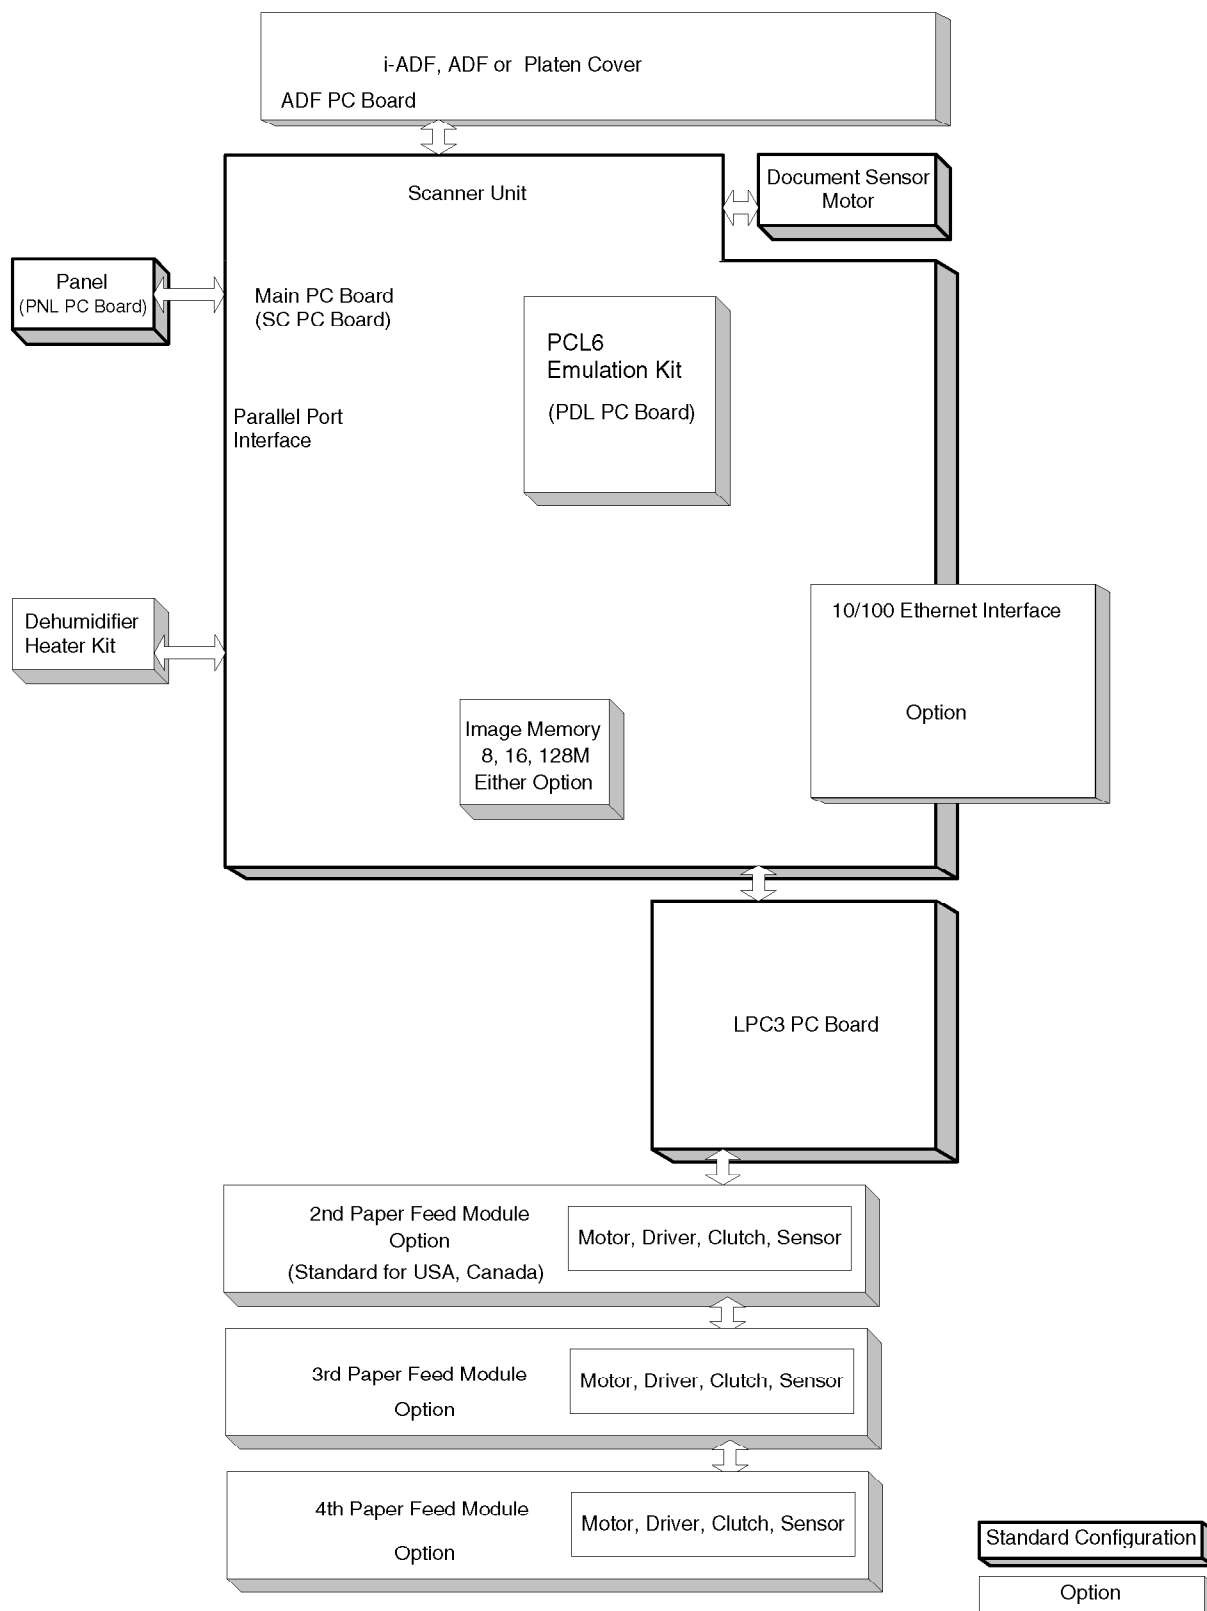 i-ADF, ADF or Platen Cover
ADF PC Board
Scanner Unit
Document Sensor
Motor
Panel
(PNL PC Board)
Main PC Board
(SC PC Board)
PCL6
Emulation Kit
(PDL PC Board)
Parallel Port
Interface
10/100 Ethernet Interface
Option
Dehumidifier
Heater Kit
Image Memory
8, 16, 128M
Either Option
LPC3 PC Board
2nd Paper Feed Module
Option
(Standard for USA, Canada)
Motor, Driver, Clutch, Sensor
3rd Paper Feed Module
Option
Motor, Driver, Clutch, Sensor
4th Paper Feed Module
Option
Motor, Driver, Clutch, Sensor
Standard Configuration
Option